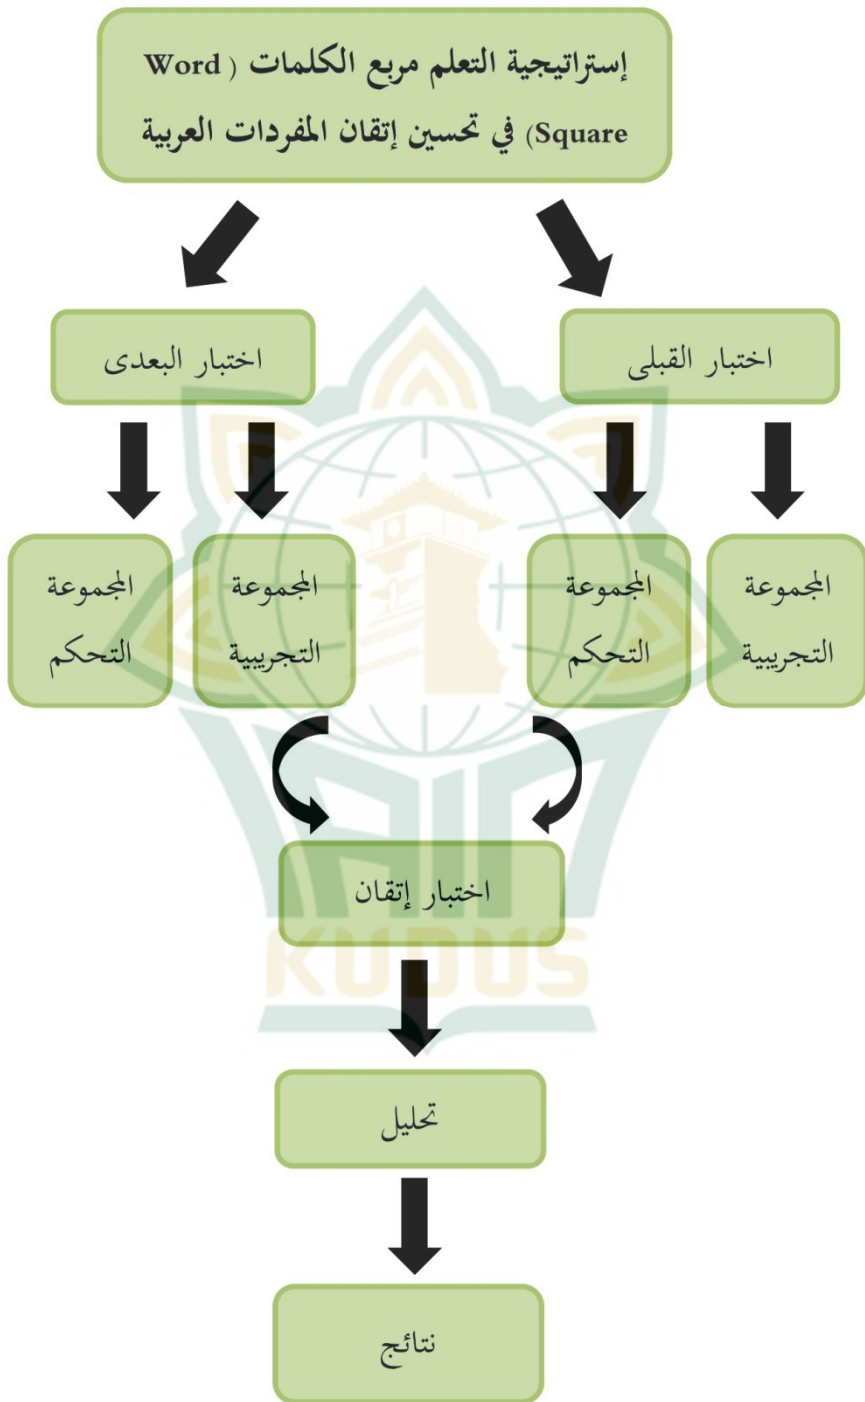 إستراتيجية التعلم مربع الكلمات ( Word
Square) في تحسين إتقان المفردات العربية
اختبار القبلى
اختبار البعدى
المجموعة
التجريبية
المجموعة
التحكم
المجموعة
التجريبية
المجموعة
التحكم
اختبار إتقان
تحليل
نتائج
IAIN
KUDUS